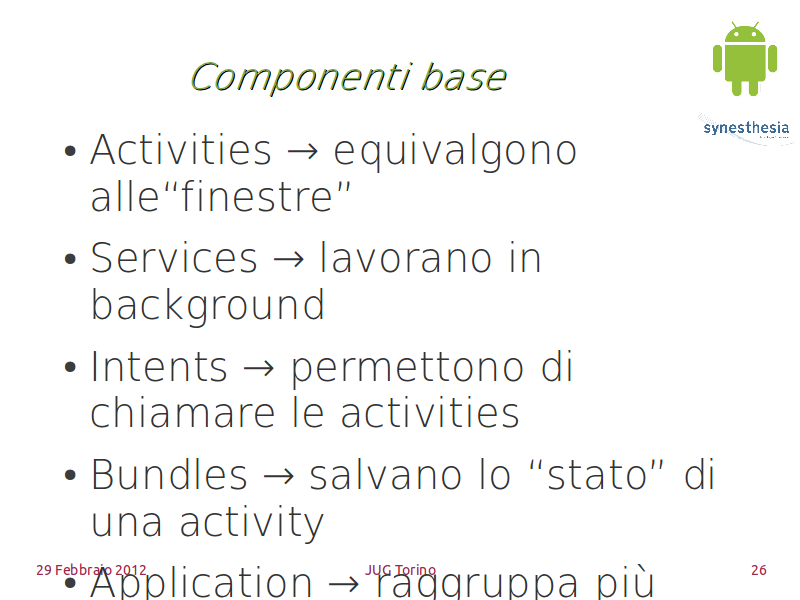 Componenti base
synesthesia
• Activities → equivalgono
alle“finestre”
• Services → lavorano in
background
• Intents → permettono di
chiamare le activities
• Bundles → salvano lo “stato” di
una activity
• Application → raggruppa più
29 Febbraio 2012
JUG Torino
26